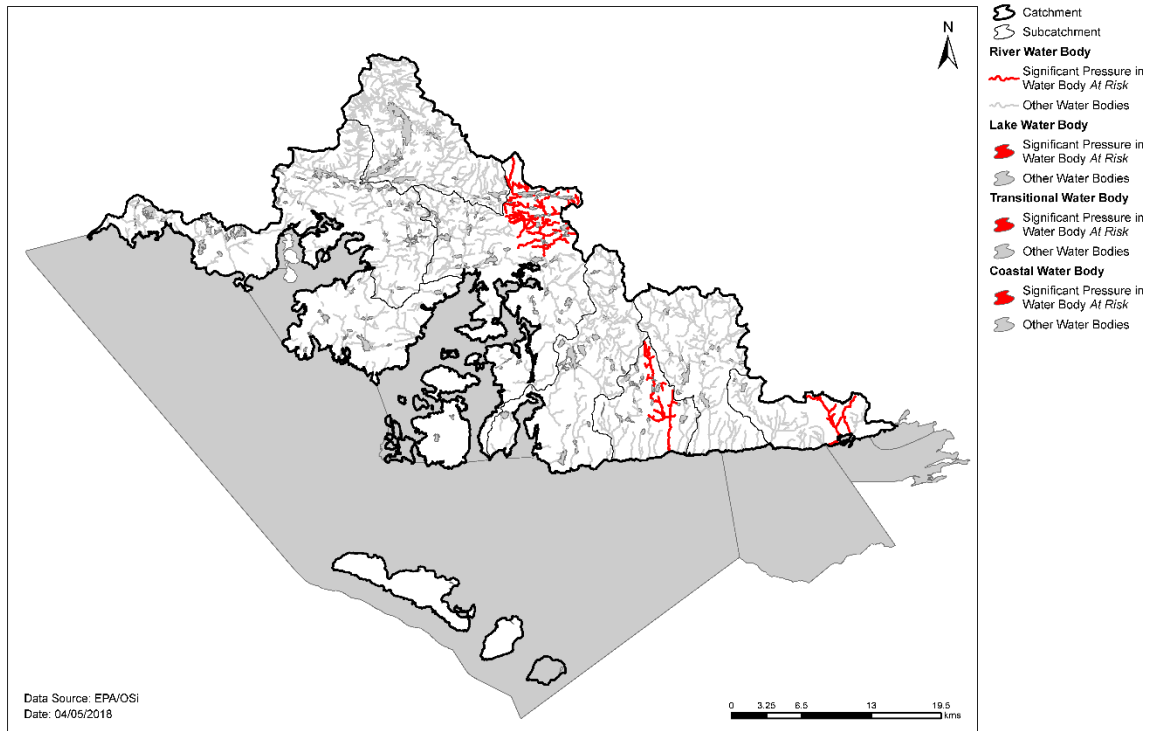 N
Data Source: EPA/OSi
Date: 04/05/2018
0 3.25 6.5 13 19.5
kms
Catchment
Subcatchment
River Water Body
Significant Pressure in
Water Body At Risk
Other Water Bodies
Lake Water Body
Significant Pressure in
Water Body At Risk
Other Water Bodies
Transitional Water Body
Significant Pressure in
Water Body At Risk
Other Water Bodies
Coastal Water Body
Significant Pressure in
Water Body At Risk
Other Water Bodies